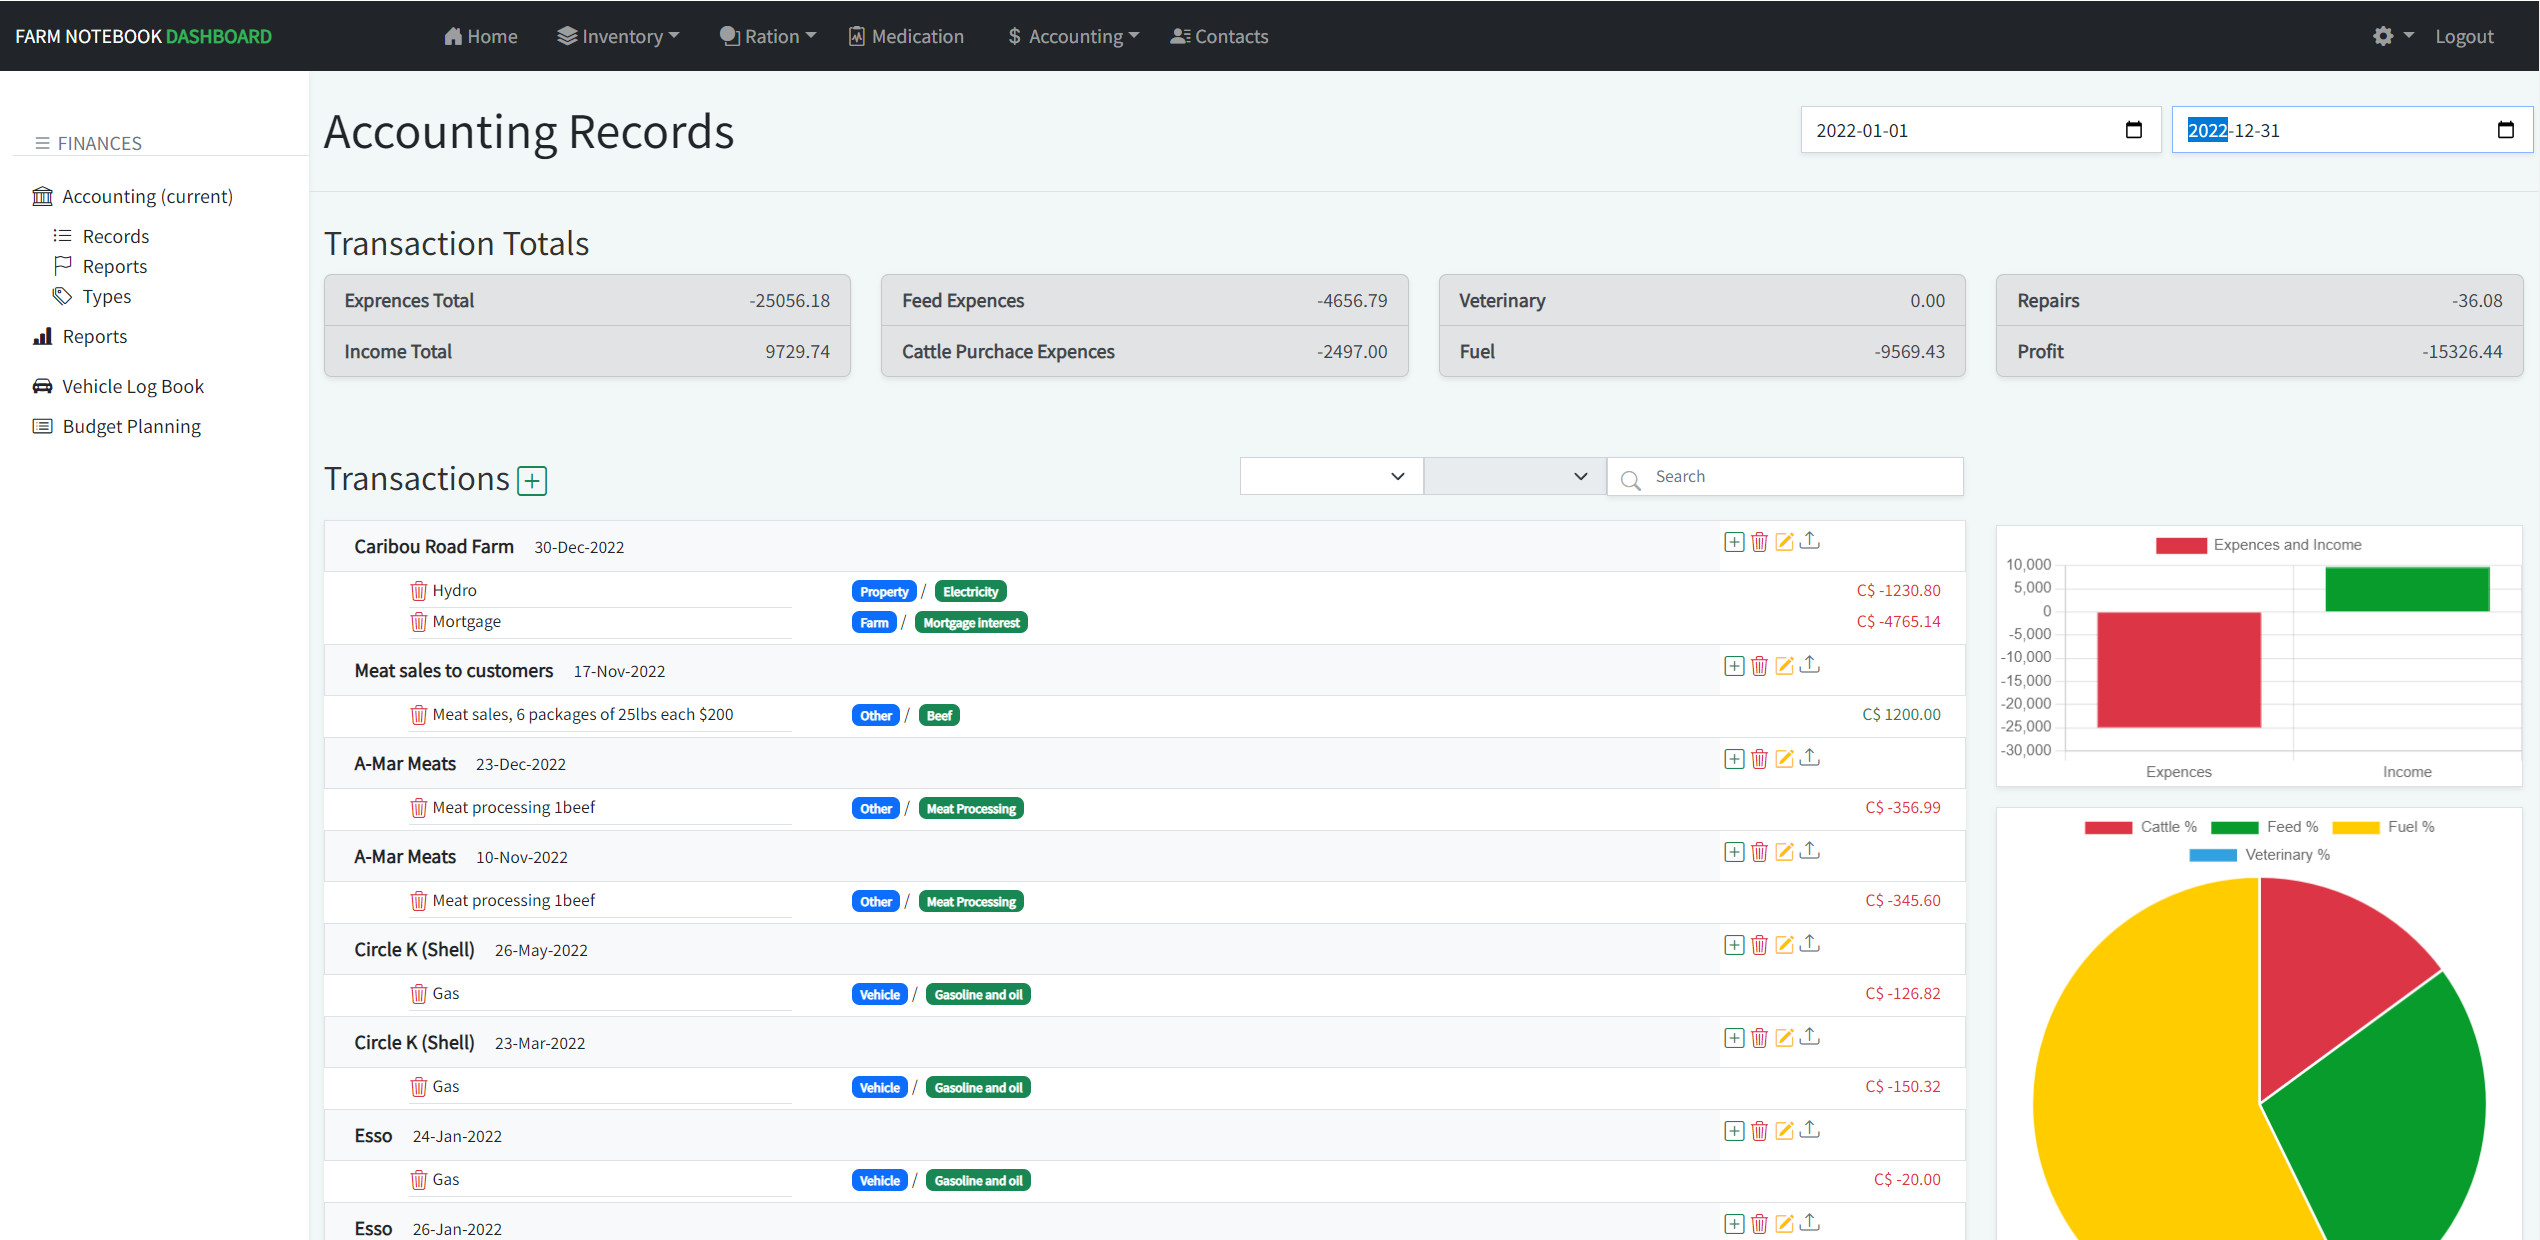 FARM NOTEBOOK DASHBOARD Home Inventory Ration Medication $ Accounting Contacts Logout
FINANCES
Accounting (current)
Records
Reports
Types
Reports
Vehicle Log Book
Budget Planning
Accounting Records 2022-01-01 2022-12-31
Transaction Totals
Exprences Total -25056.18
Income Total 9729.74
Feed Expences -4656.79
Cattle Purchace Expences -2497.00
Veterinary 0.00
Fuel -9569.43
Repairs -36.08
Profit -15326.44
Transactions Search
Caribou Road Farm 30-Dec-2022
Hydro Property / Electricity C$ -1230.80
Mortgage Farm / Mortgage interest C$ -4765.14
Meat sales to customers 17-Nov-2022
Meat sales, 6 packages of 25lbs each $200 Other / Beef C$ 1200.00
A-Mar Meats 23-Dec-2022
Meat processing 1beef Other / Meat Processing C$ -356.99
A-Mar Meats 10-Nov-2022
Meat processing 1beef Other / Meat Processing C$ -345.60
Circle K (Shell) 26-May-2022
Gas Vehicle / Gasoline and oil C$ -126.82
Circle K (Shell) 23-Mar-2022
Gas Vehicle / Gasoline and oil C$ -150.32
Esso 24-Jan-2022
Gas Vehicle / Gasoline and oil C$ -20.00
Esso 26-Jan-2022
Expences and Income
10,000
5,000
0
-5,000
-10,000
-15,000
-20,000
-25,000
-30,000
Expences Income
Cattle % Feed % Fuel %
Veterinary %